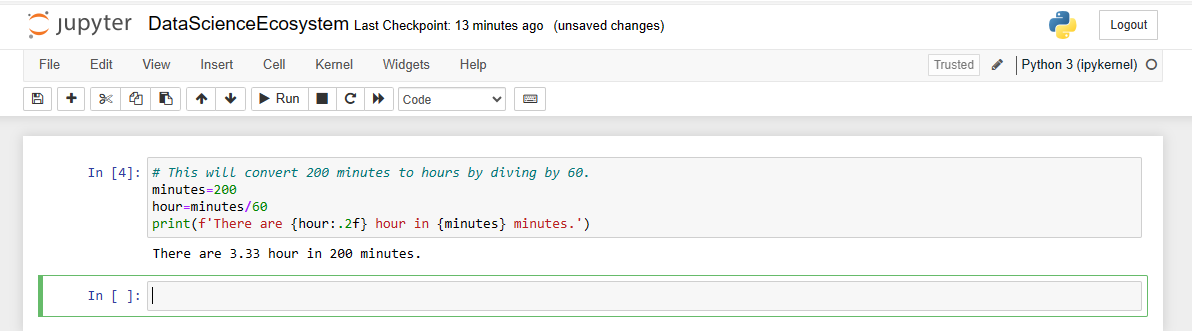 jupyter DataScienceEcosystem Last Checkpoint: 13 minutes ago (unsaved changes) Logout
File Edit View Insert Cell Kernel Widgets Help Trusted Python 3 (ipykernel)
Run Code
In [4]: # This will convert 200 minutes to hours by diving by 60.
minutes=200
hour=minutes/60
print(f'There are {hour:.2f} hour in {minutes} minutes.')
There are 3.33 hour in 200 minutes.
In [ ]: